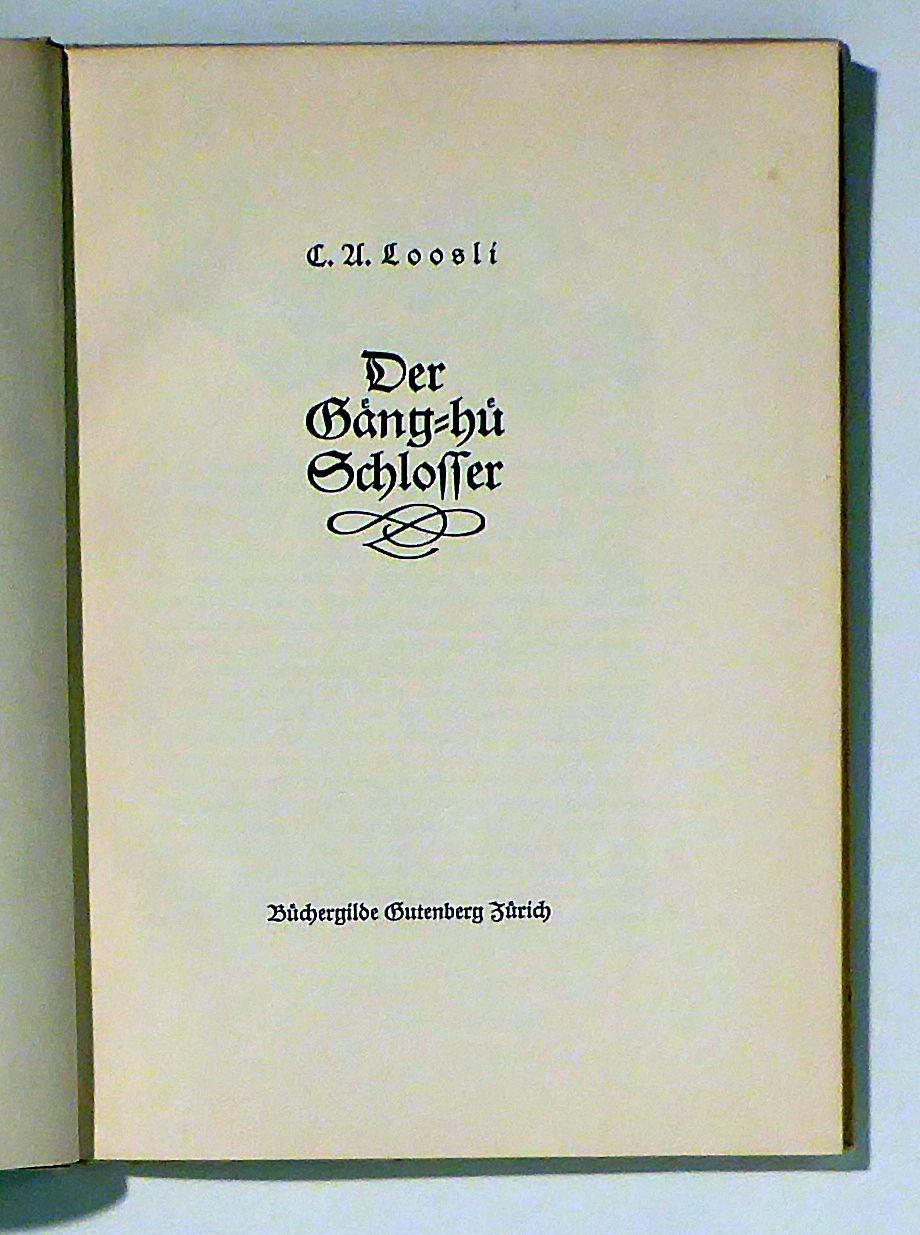 C. A. Loosli
Der
Gäng-hü
Schlosser
Büchergilde Gutenberg Zürich